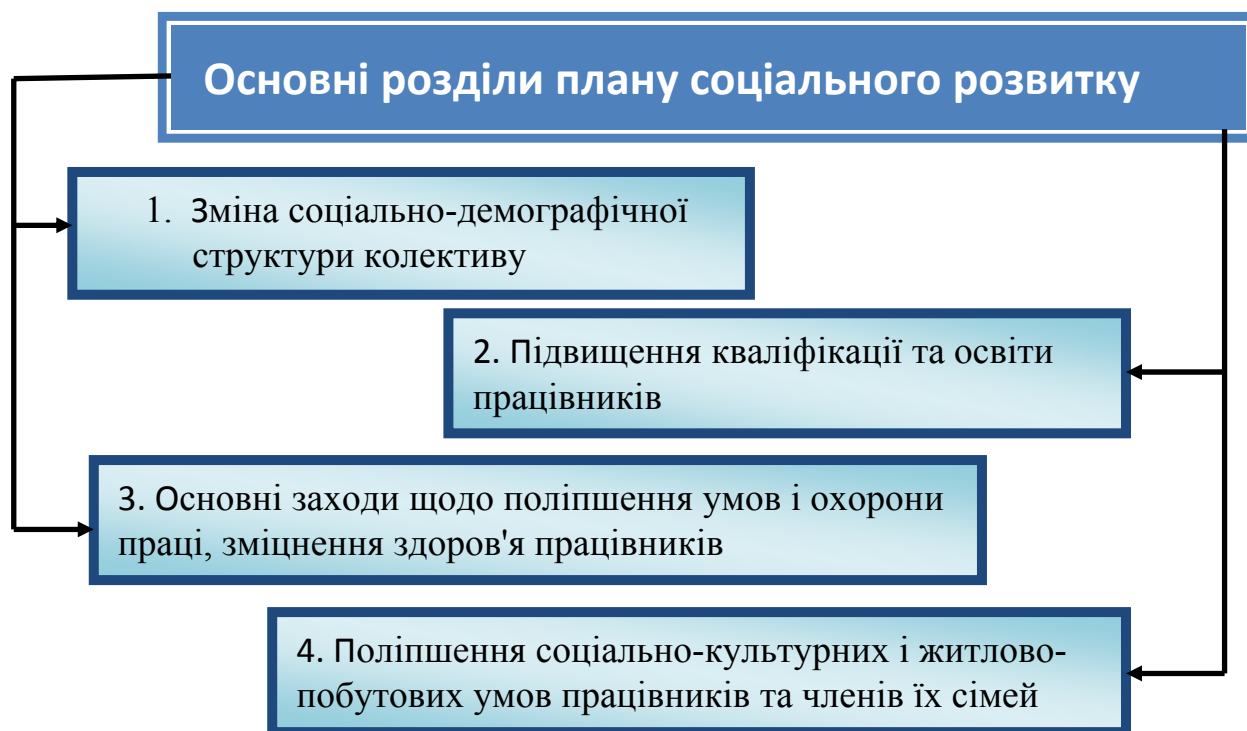 Основні розділи плану соціального розвитку
1. Зміна соціально-демографічної
структури колективу
2. Підвищення кваліфікації та освіти
працівників
3. Основні заходи щодо поліпшення умов і охорони
праці, зміцнення здоров'я працівників
4. Поліпшення соціально-культурних і житлово-
побутових умов працівників та членів їх сімей